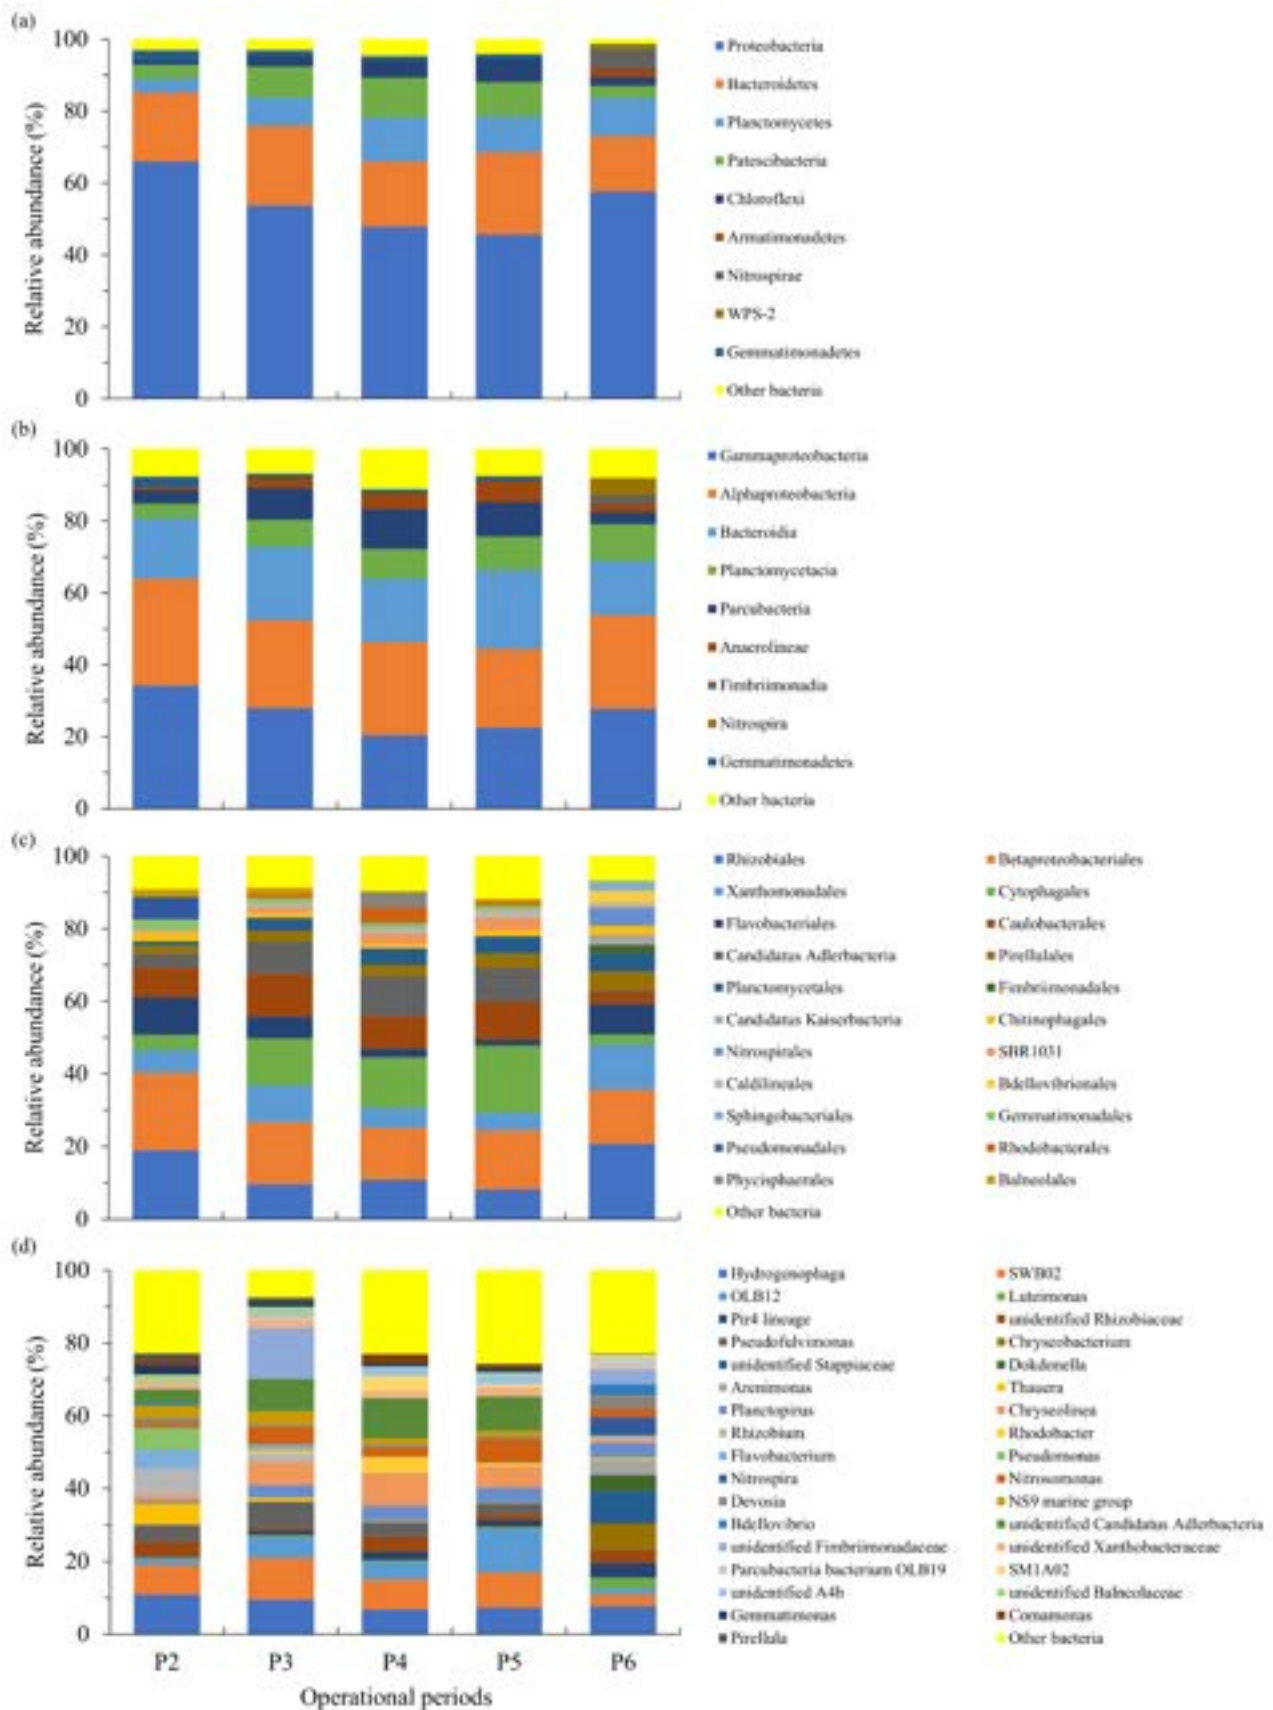 (a)
Relative abundance (%)
100
80
60
40
20
0
Proteobacteria
Bacteroidetes
Planctomycetes
Patescibacteria
Chloroflexi
Armatimonadetes
Nitrospirae
WPS-2
Gemmatimonadetes
Other bacteria
(b)
Relative abundance (%)
100
80
60
40
20
0
Gammaproteobacteria
Alphaproteobacteria
Bacteroidia
Planctomycetacia
Parcubacteria
Anaerolineae
Fimbriimonadia
Nitrospira
Gemmatimonadetes
Other bacteria
(c)
Relative abundance (%)
100
80
60
40
20
0
Rhizobiales Betaproteobacteriales
Xanthomonadales Cytophagales
Flavobacteriales Caulobacterales
Candidatus Adlerbacteria Pirellulales
Planctomycetales Fimbriimonadales
Candidatus Kaiserbacteria Chitinophagales
Nitrospirales SBR1031
Caldilineales Bdellovibrionales
Sphingobacteriales Gemmatimonadales
Pseudomonadales Rhodobacterales
Phycisphaerales Balneolales
Other bacteria
(d)
Relative abundance (%)
100
80
60
40
20
0
Hydrogenophaga SWB02
OLB12 Luteimonas
Pir4 lineage unidentified Rhizobiaceae
Pseudofulvimonas Chryseobacterium
unidentified Stappiaceae Dokdonella
Arenimonas Thauera
Planctopirus Chryseolinea
Rhizobium Rhodobacter
Flavobacterium Pseudomonas
Nitrospira Nitrosomonas
Devosia NS9 marine group
Bdellovibrio unidentified Candidatus Adlerbacteria
unidentified Fimbriimonadaceae unidentified Xanthobacteraceae
Parcubacteria bacterium OLB19 SM1A02
unidentified A4b unidentified Balneolaceae
Gemmatimonas Comamonas
Pirellula Other bacteria
P2 P3 P4 P5 P6
Operational periods